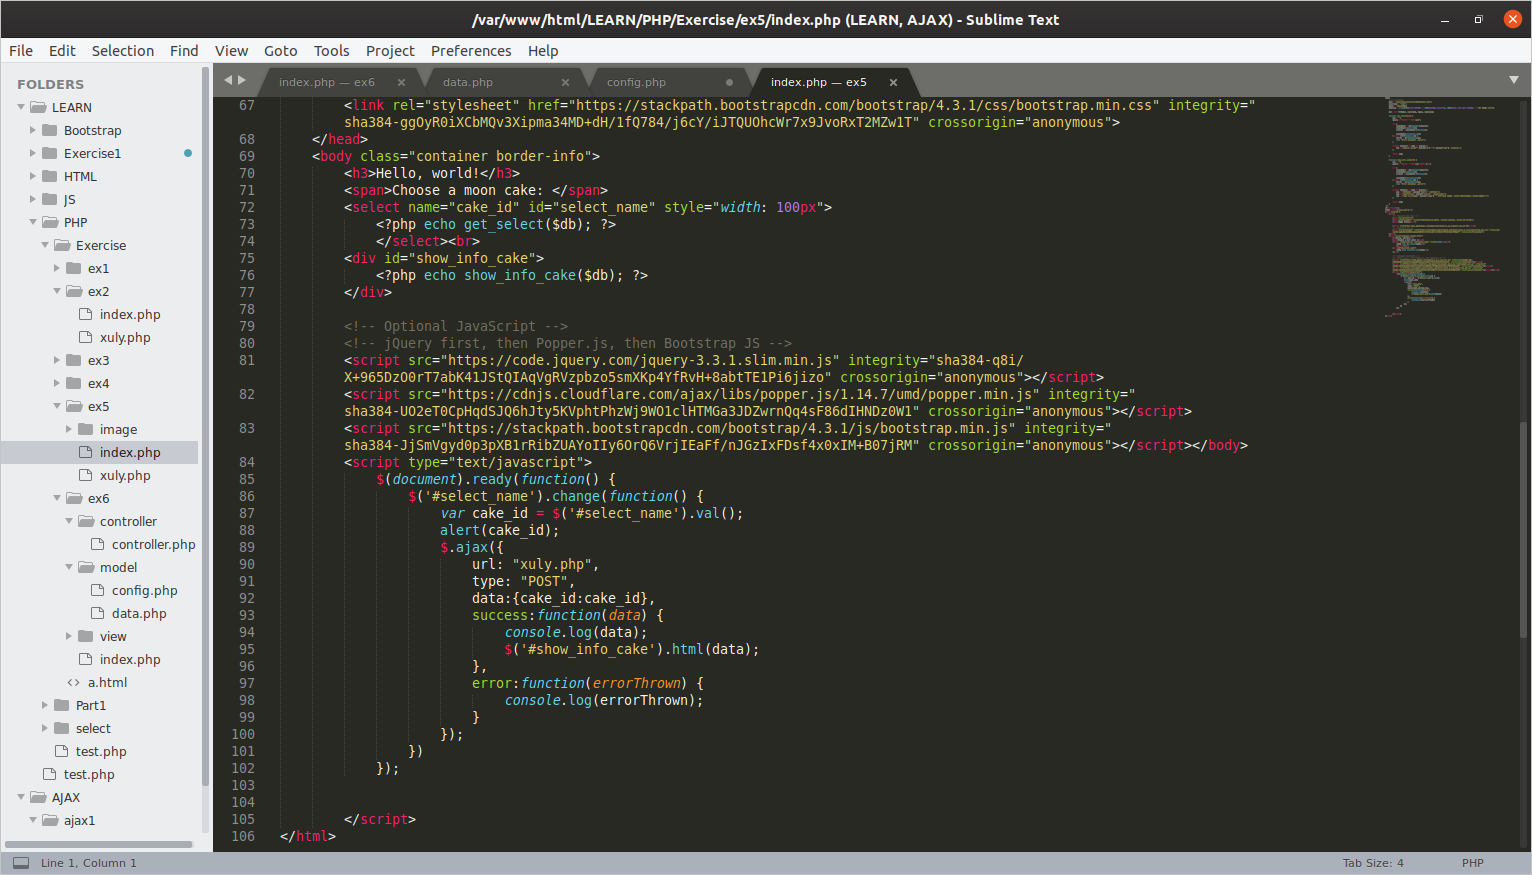 /var/www/html/LEARN/PHP/Exercise/ex5/index.php (LEARN, AJAX) - Sublime Text
File Edit Selection Find View Goto Tools Project Preferences Help
FOLDERS
LEARN
Bootstrap
Exercise1
HTML
JS
PHP
Exercise
ex1
ex2
index.php
xuly.php
ex3
ex4
ex5
image
index.php
xuly.php
ex6
controller
controller.php
model
config.php
data.php
view
index.php
<> a.html
Part1
select
test.php
test.php
AJAX
ajax1
index.php — ex6 data.php config.php index.php — ex5
67 <link rel="stylesheet" href="https://stackpath.bootstrapcdn.com/bootstrap/4.3.1/css/bootstrap.min.css" integrity="
sha384-ggOyR0iXCbMQv3Xipma34MD+dH/1fQ784/j6cY/iJTQUOhcWr7x9JvoRxT2MZw1T" crossorigin="anonymous">
68 </head>
69 <body class="container border-info">
70 <h3>Hello, world!</h3>
71 <span>Choose a moon cake: </span>
72 <select name="cake_id" id="select_name" style="width: 100px">
73 <?php echo get_select($db); ?>
74 </select><br>
75 <div id="show_info_cake">
76 <?php echo show_info_cake($db); ?>
77 </div>
78
79 <!-- Optional JavaScript -->
80 <!-- jQuery first, then Popper.js, then Bootstrap JS -->
81 <script src="https://code.jquery.com/jquery-3.3.1.slim.min.js" integrity="sha384-q8i/
X+965DzO0rT7abK41JStQIAqVgRVzpbzo5smXKp4YfRvH+8abtTE1Pi6jizo" crossorigin="anonymous"></script>
82 <script src="https://cdnjs.cloudflare.com/ajax/libs/popper.js/1.14.7/umd/popper.min.js" integrity="
sha384-UO2eT0CpHqdSJQ6hJty5KVphtPhzWj9WO1clHTMGa3JDZwrnQq4sF86dIHNDz0W1" crossorigin="anonymous"></script>
83 <script src="https://stackpath.bootstrapcdn.com/bootstrap/4.3.1/js/bootstrap.min.js" integrity="
sha384-JjSmVgyd0p3pXB1rRibZUAYoIIy6OrQ6VrjIEaFf/nJGzIxFDsf4x0xIM+B07jRM" crossorigin="anonymous"></script></body>
84 <script type="text/javascript">
85 $(document).ready(function() {
86 $('#select_name').change(function() {
87 var cake_id = $('#select_name').val();
88 alert(cake_id);
89 $.ajax({
90 url: "xuly.php",
91 type: "POST",
92 data:{cake_id:cake_id},
93 success:function(data) {
94 console.log(data);
95 $('#show_info_cake').html(data);
96 },
97 error:function(errorThrown) {
98 console.log(errorThrown);
99 }
100 });
101 })
102 });
103
104
105 </script>
106 </html>
Line 1, Column 1 Tab Size: 4 PHP